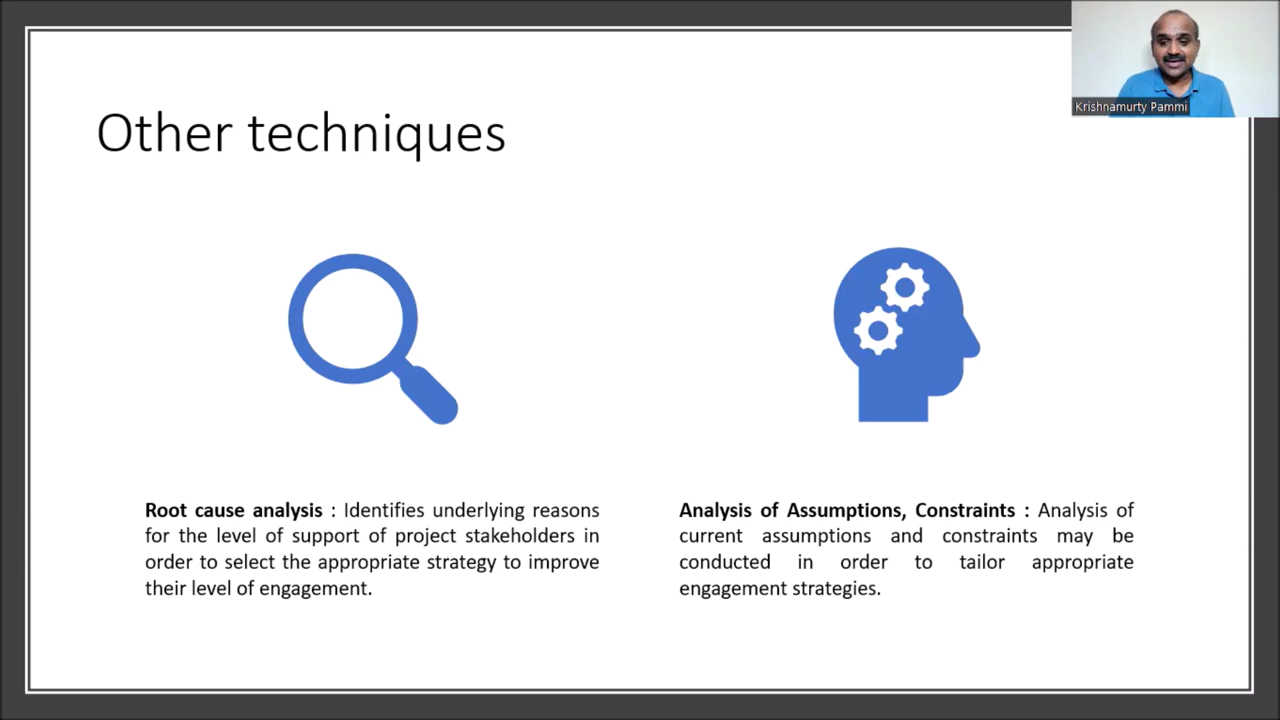 Krishnamurty Pammi
Other techniques
Root cause analysis : Identifies underlying reasons
for the level of support of project stakeholders in
order to select the appropriate strategy to improve
their level of engagement.
Analysis of Assumptions, Constraints : Analysis of
current assumptions and constraints may be
conducted in order to tailor appropriate
engagement strategies.